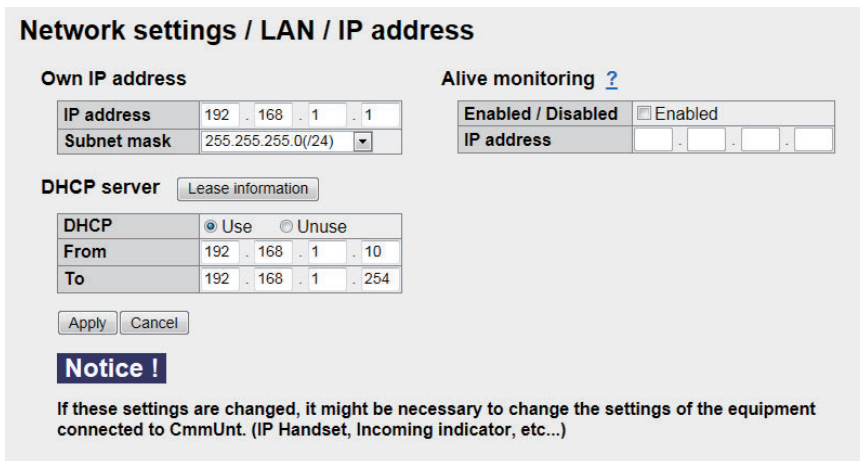 Network settings / LAN / IP address
Own IP address
IP address 192 . 168 . 1 . 1
Subnet mask 255.255.255.0(/24)
Alive monitoring ?
Enabled / Disabled Enabled
IP address . . .
DHCP server Lease information
DHCP Use Unuse
From 192 . 168 . 1 . 10
To 192 . 168 . 1 . 254
Apply Cancel
Notice !
If these settings are changed, it might be necessary to change the settings of the equipment
connected to CmmUnt. (IP Handset, Incoming indicator, etc...)